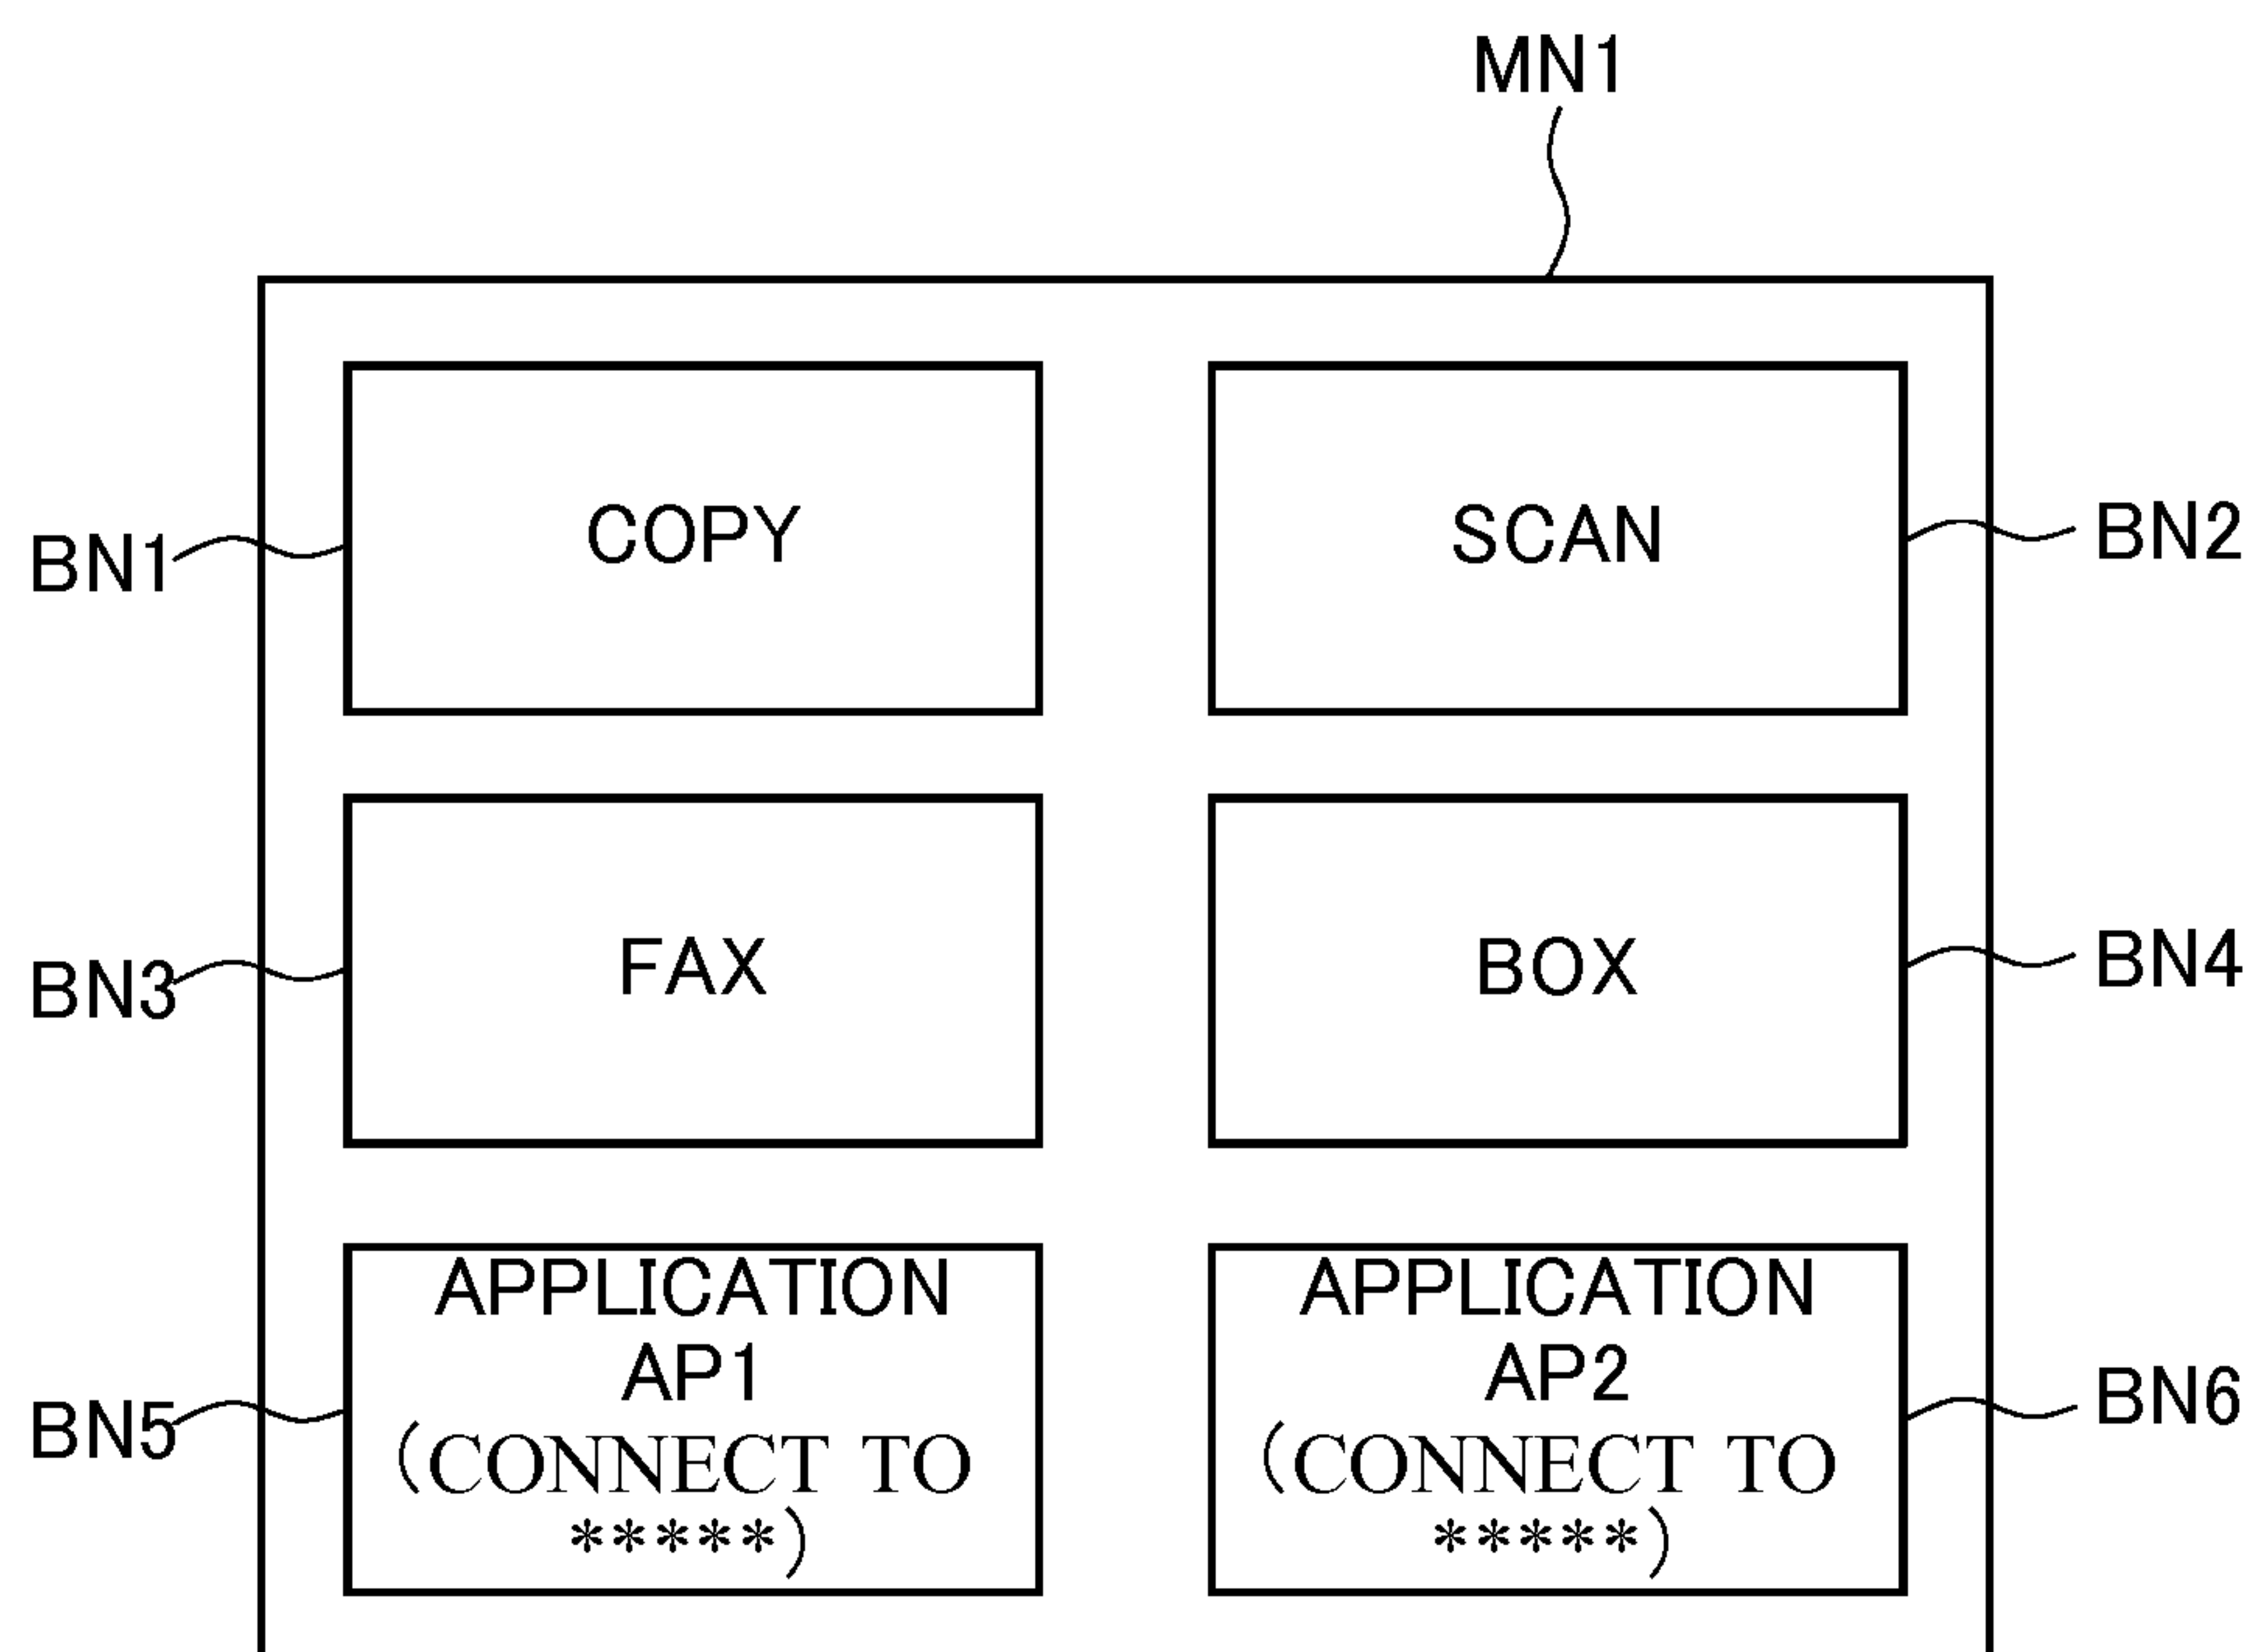 MN1
BN1
COPY
SCAN
BN2
BN3
FAX
BOX
BN4
BN5
APPLICATION
AP1
(CONNECT TO
*****)
APPLICATION
AP2
(CONNECT TO
*****)
BN6